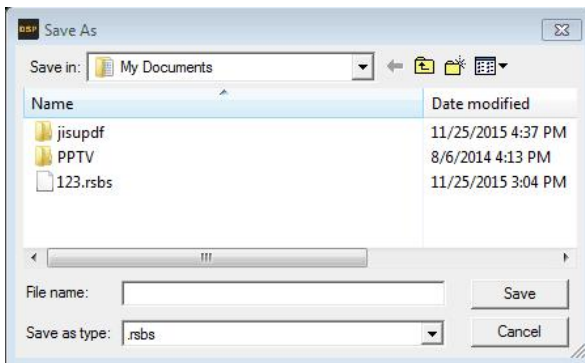 DSP Save As
Save in: My Documents
Name Date modified
jisupdf 11/25/2015 4:37 PM
PPTV 8/6/2014 4:13 PM
123.rsbs 11/25/2015 3:04 PM
File name: Save
Save as type: .rsbs Cancel